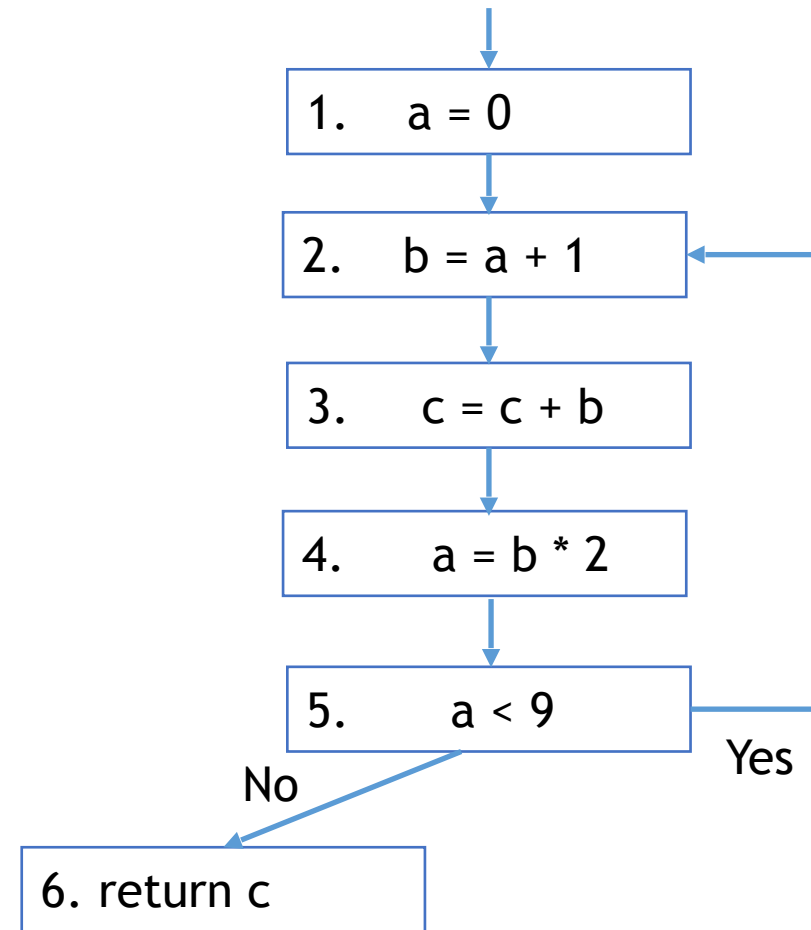 1. a = 0
2. b = a + 1
3. c = c + b
4. a = b * 2
5. a < 9
Yes
No
6. return c